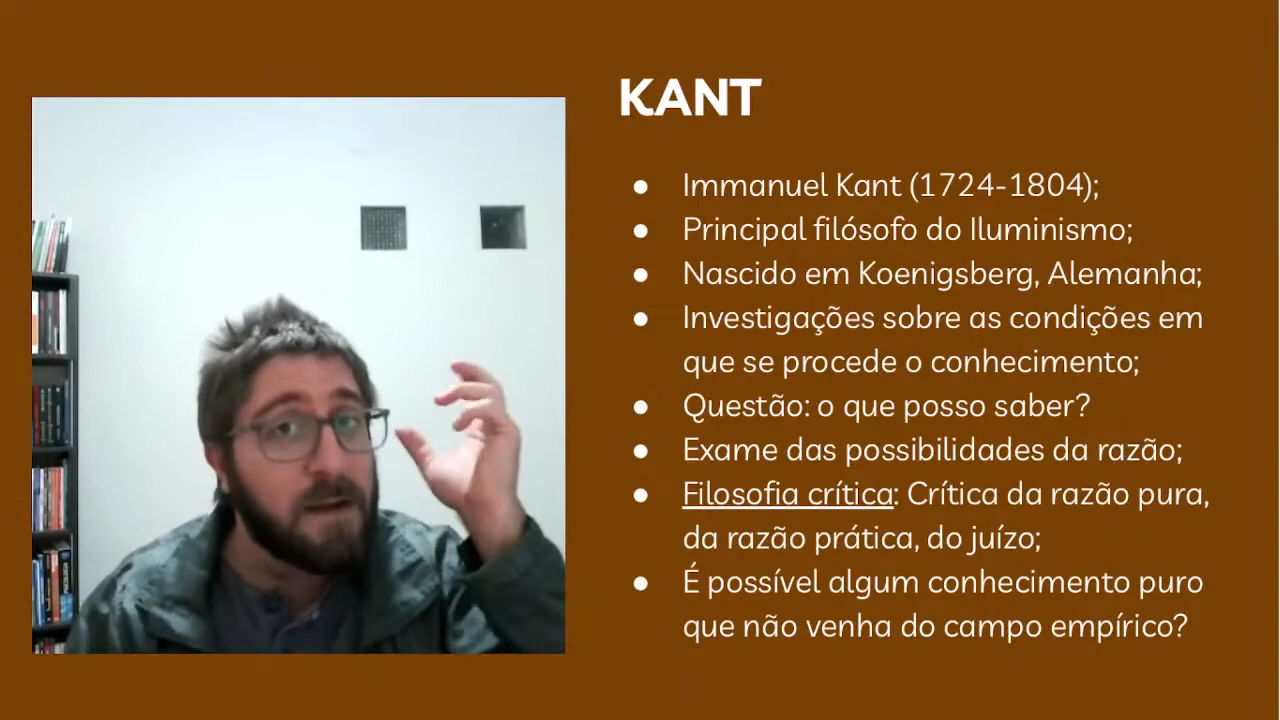 KANT
● Immanuel Kant (1724-1804);
● Principal filósofo do Iluminismo;
● Nascido em Koenigsberg, Alemanha;
● Investigações sobre as condições em
que se procede o conhecimento;
● Questão: o que posso saber?
● Exame das possibilidades da razão;
● Filosofia crítica: Crítica da razão pura,
da razão prática, do juízo;
● É possível algum conhecimento puro
que não venha do campo empírico?